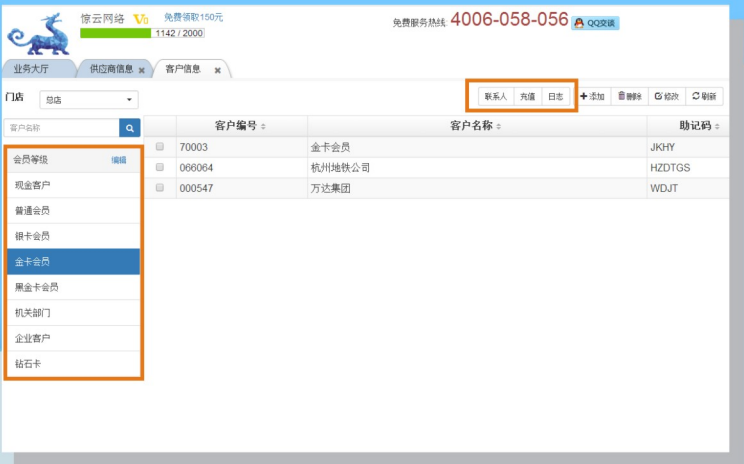 惊云网络 V0 免费领取150元
1142 / 2000
免费服务热线 4006-058-056 QQ交谈
业务大厅 供应商信息 × 客户信息 ×
门店 总店
联系人 充值 日志 添加 删除 修改 刷新
客户名称
客户编号 客户名称 助记码
70003 金卡会员 JKHY
066064 杭州地铁公司 HZDTGS
000547 万达集团 WDJT
会员等级 编辑
现金客户
普通会员
银卡会员
金卡会员
黑金卡会员
机关部门
企业客户
钻石卡